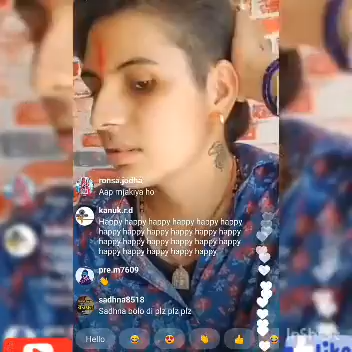 ronsa.jodha
Aap mjakiya ho
kanuk.r.d
Happy happy happy happy happy happy
happy happy happy happy happy happy
happy happy happy happy happy happy
happy happy happy happy happy
pre.m7609
👋
sadhna8518
Sadhna bolo di plz plz plz
Hello 😂 😍 👏 👍 😂
InSh
like